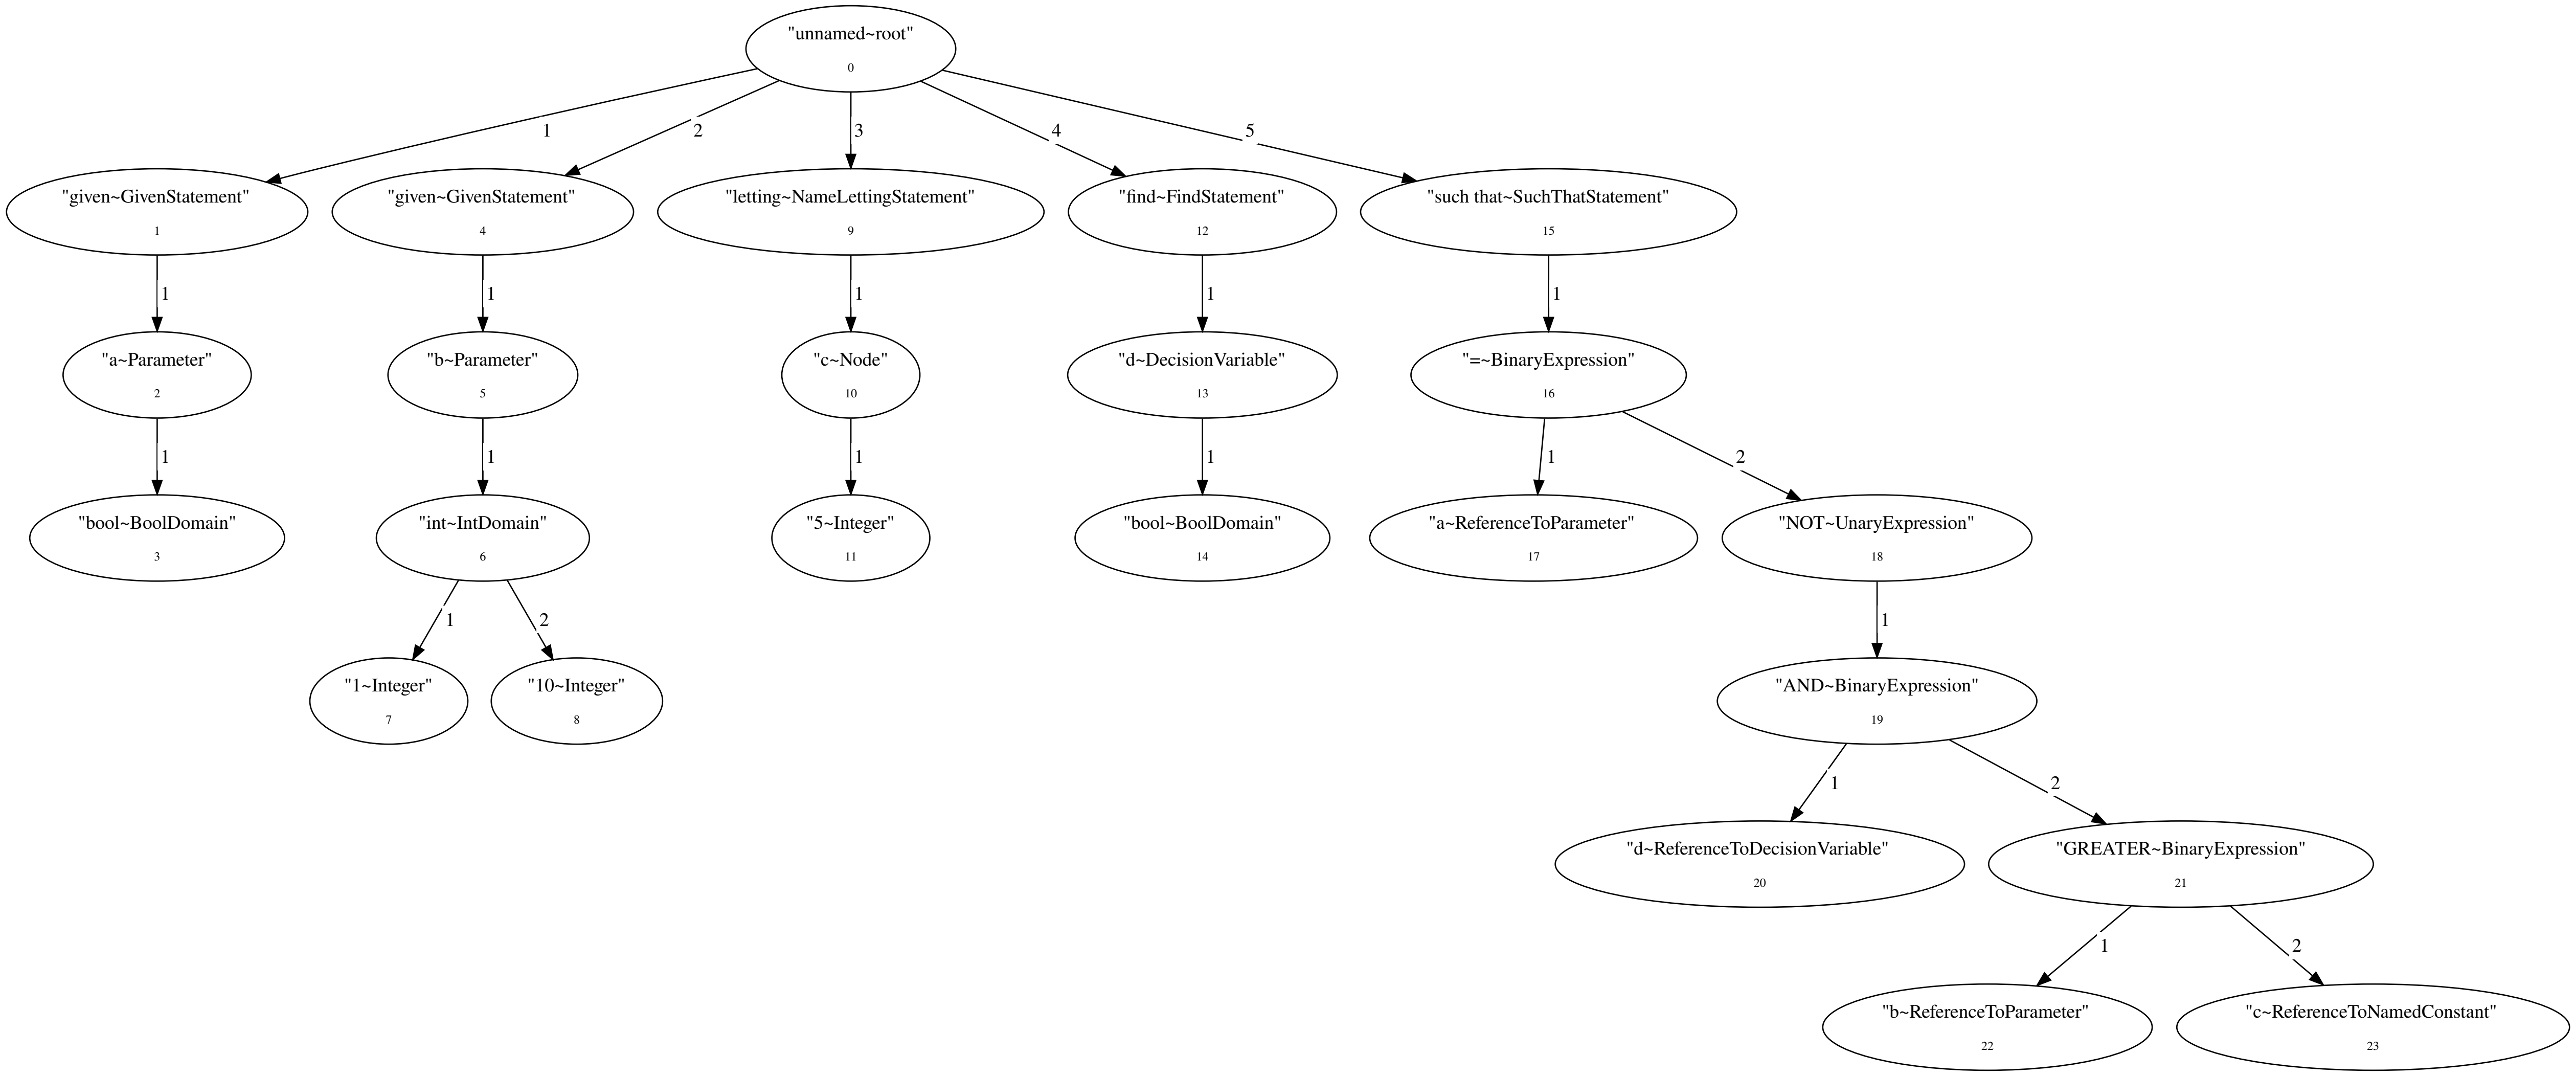 "unnamed~root"
0
1
2
3
4
5
"given~GivenStatement"
1
"given~GivenStatement"
4
"letting~NameLettingStatement"
9
"find~FindStatement"
12
"such that~SuchThatStatement"
15
1
1
1
1
1
"a~Parameter"
2
"b~Parameter"
5
"c~Node"
10
"d~DecisionVariable"
13
"=~BinaryExpression"
16
1
1
1
1
1
2
"bool~BoolDomain"
3
"int~IntDomain"
6
"5~Integer"
11
"bool~BoolDomain"
14
"a~ReferenceToParameter"
17
"NOT~UnaryExpression"
18
1
2
1
"1~Integer"
7
"10~Integer"
8
"AND~BinaryExpression"
19
1
2
"d~ReferenceToDecisionVariable"
20
"GREATER~BinaryExpression"
21
1
2
"b~ReferenceToParameter"
22
"c~ReferenceToNamedConstant"
23